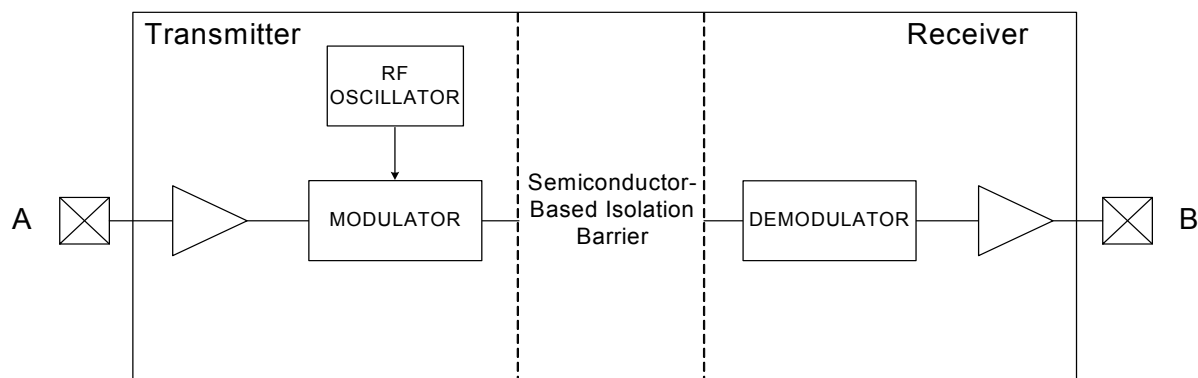 Transmitter
Receiver
RF
OSCILLATOR
A
MODULATOR
Semiconductor-
Based Isolation
Barrier
DEMODULATOR
B